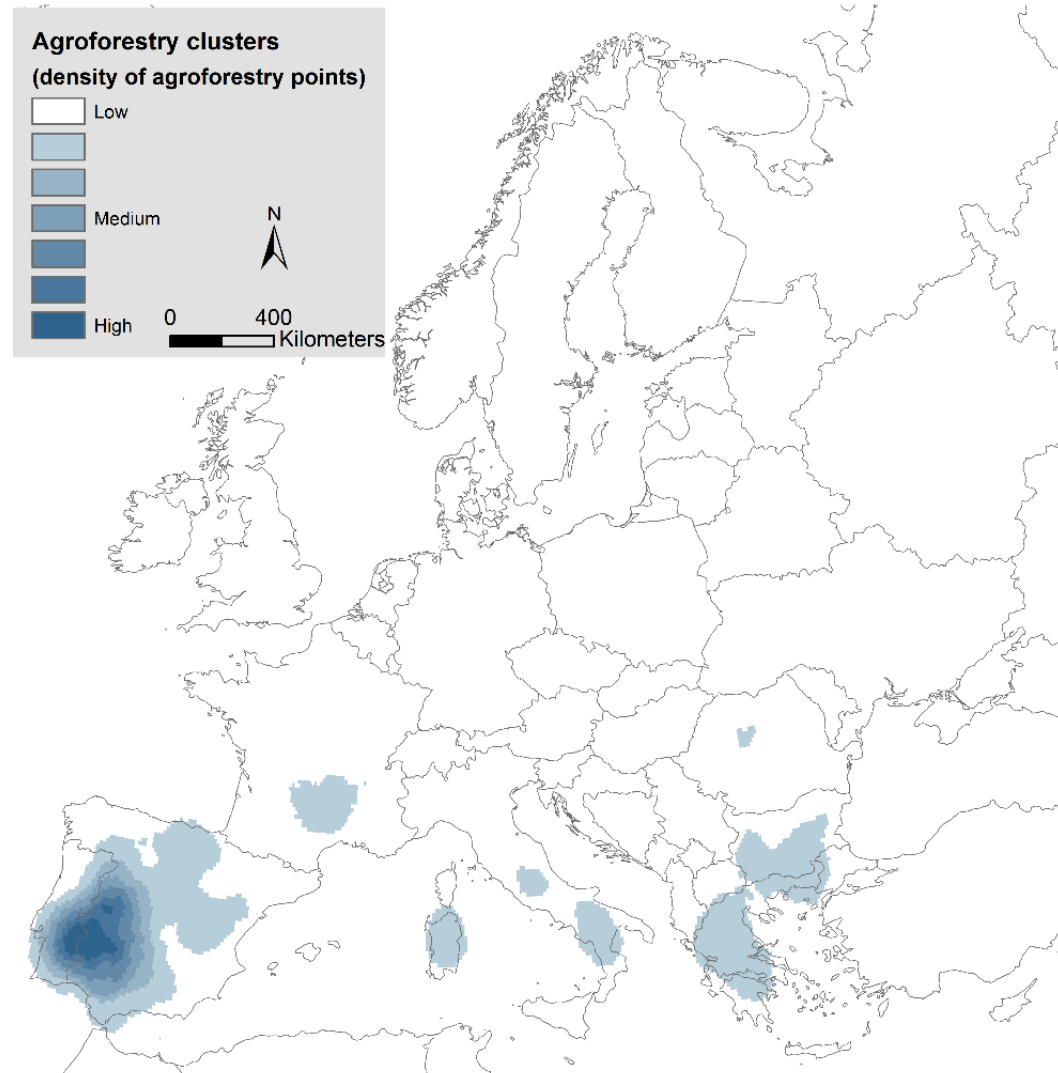 Agroforestry clusters
(density of agroforestry points)
Low
Medium
High
N
0 400
Kilometers